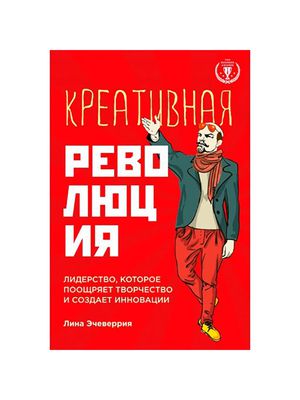 КРЕАТИВНАЯ
РЕВО
ЛЮЦ
ИЯ
ЛИДЕРСТВО, КОТОРОЕ
ПООЩРЯЕТ ТВОРЧЕСТВО
И СОЗДАЕТ ИННОВАЦИИ
Лина Эчеверрия